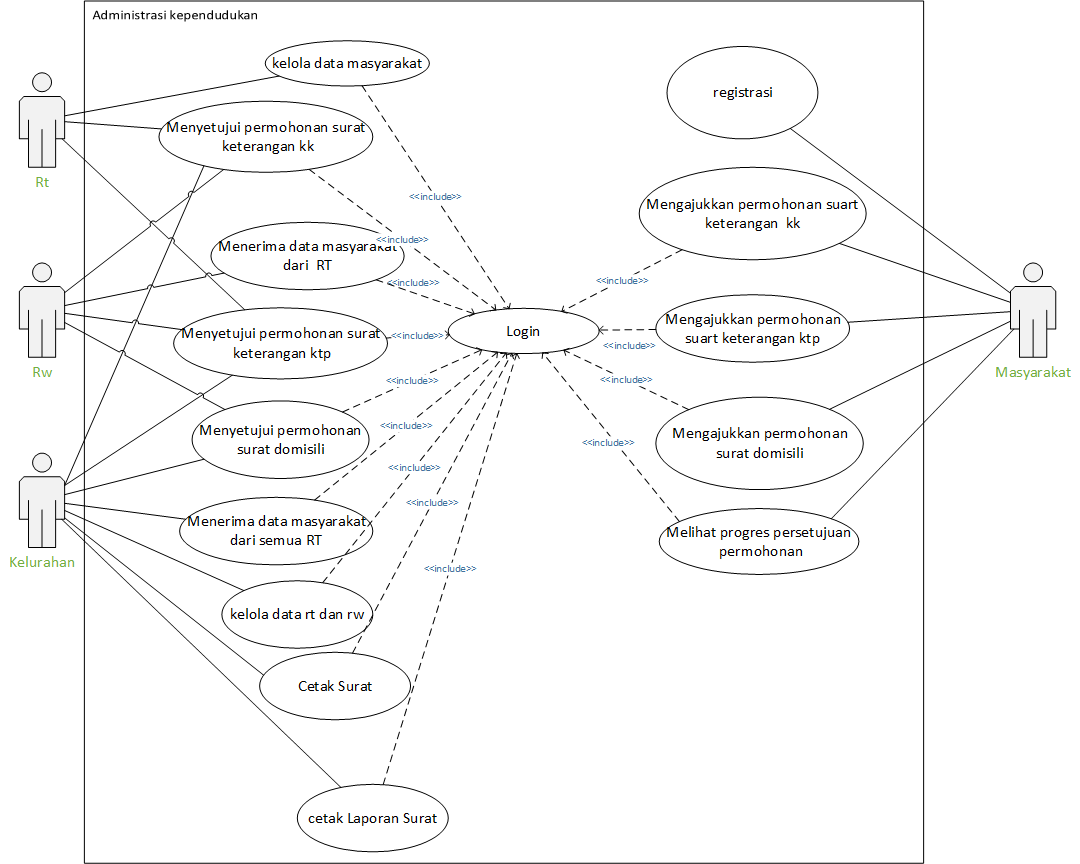 Administrasi kependudukan
kelola data masyarakat
registrasi
Menyetujui permohonan surat
keterangan kk
Rt
<<include>>
Mengajukkan permohonan suart
keterangan  kk
<<include>>
Menerima data masyarakat
dari  RT
<<include>>
<<include>>
Login
Menyetujui permohonan surat
keterangan ktp
<<include>>
Mengajukkan permohonan
suart keterangan ktp
<<include>>
Rw
Masyarakat
<<include>>
<<include>>
Menyetujui permohonan
surat domisili
<<include>>
Mengajukkan permohonan
surat domisili
<<include>>
<<include>>
Menerima data masyarakat
dari semua RT
<<include>>
Melihat progres persetujuan
permohonan
Kelurahan
<<include>>
kelola data rt dan rw
Cetak Surat
cetak Laporan Surat